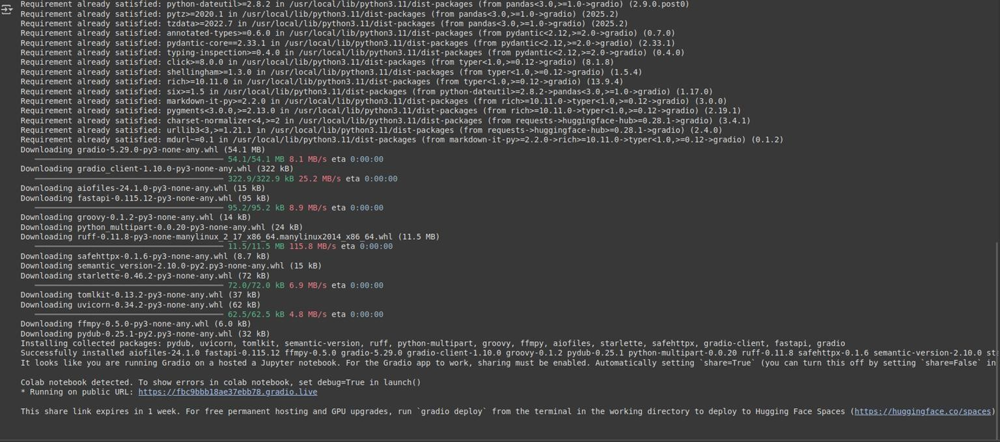 Requirement already satisfied: python-dateutil>=2.8.2 in /usr/local/lib/python3.11/dist-packages (from pandas<3.0,>=1.0->gradio) (2.9.0.post0)
Requirement already satisfied: pytz>=2020.1 in /usr/local/lib/python3.11/dist-packages (from pandas<3.0,>=1.0->gradio) (2025.2)
Requirement already satisfied: tzdata>=2022.7 in /usr/local/lib/python3.11/dist-packages (from pandas<3.0,>=1.0->gradio) (2025.2)
Requirement already satisfied: annotated-types>=0.6.0 in /usr/local/lib/python3.11/dist-packages (from pydantic<2.12,>=2.0->gradio) (0.7.0)
Requirement already satisfied: pydantic-core==2.33.1 in /usr/local/lib/python3.11/dist-packages (from pydantic<2.12,>=2.0->gradio) (2.33.1)
Requirement already satisfied: typing-inspection>=0.4.0 in /usr/local/lib/python3.11/dist-packages (from pydantic<2.12,>=2.0->gradio) (0.4.0)
Requirement already satisfied: click>=8.0.0 in /usr/local/lib/python3.11/dist-packages (from typer<1.0,>=0.12->gradio) (8.1.8)
Requirement already satisfied: shellingham>=1.3.0 in /usr/local/lib/python3.11/dist-packages (from typer<1.0,>=0.12->gradio) (1.5.4)
Requirement already satisfied: rich>=10.11.0 in /usr/local/lib/python3.11/dist-packages (from typer<1.0,>=0.12->gradio) (13.9.4)
Requirement already satisfied: six>=1.5 in /usr/local/lib/python3.11/dist-packages (from python-dateutil>=2.8.2->pandas<3.0,>=1.0->gradio) (1.17.0)
Requirement already satisfied: markdown-it-py>=2.2.0 in /usr/local/lib/python3.11/dist-packages (from rich>=10.11.0->typer<1.0,>=0.12->gradio) (3.0.0)
Requirement already satisfied: pygments<3.0.0,>=2.13.0 in /usr/local/lib/python3.11/dist-packages (from rich>=10.11.0->typer<1.0,>=0.12->gradio) (2.19.1)
Requirement already satisfied: charset-normalizer<4,>=2 in /usr/local/lib/python3.11/dist-packages (from requests->huggingface-hub>=0.28.1->gradio) (3.4.1)
Requirement already satisfied: urllib3<3,>=1.21.1 in /usr/local/lib/python3.11/dist-packages (from requests->huggingface-hub>=0.28.1->gradio) (2.4.0)
Requirement already satisfied: mdurl~=0.1 in /usr/local/lib/python3.11/dist-packages (from markdown-it-py>=2.2.0->rich>=10.11.0->typer<1.0,>=0.12->gradio) (0.1.2)
Downloading gradio-5.29.0-py3-none-any.whl (54.1 MB)
54.1/54.1 MB 8.1 MB/s eta 0:00:00
Downloading gradio_client-1.10.0-py3-none-any.whl (322 kB)
322.9/322.9 kB 25.2 MB/s eta 0:00:00
Downloading aiofiles-24.1.0-py3-none-any.whl (15 kB)
Downloading fastapi-0.115.12-py3-none-any.whl (95 kB)
95.2/95.2 kB 8.9 MB/s eta 0:00:00
Downloading groovy-0.1.2-py3-none-any.whl (14 kB)
Downloading python_multipart-0.0.20-py3-none-any.whl (24 kB)
Downloading ruff-0.11.8-py3-none-manylinux_2_17_x86_64.manylinux2014_x86_64.whl (11.5 MB)
11.5/11.5 MB 115.8 MB/s eta 0:00:00
Downloading safehttpx-0.1.6-py3-none-any.whl (8.7 kB)
Downloading semantic_version-2.10.0-py2.py3-none-any.whl (15 kB)
Downloading starlette-0.46.2-py3-none-any.whl (72 kB)
72.0/72.0 kB 6.9 MB/s eta 0:00:00
Downloading tomlkit-0.13.2-py3-none-any.whl (37 kB)
Downloading uvicorn-0.34.2-py3-none-any.whl (62 kB)
62.5/62.5 kB 4.8 MB/s eta 0:00:00
Downloading ffmpy-0.5.0-py3-none-any.whl (6.0 kB)
Downloading pydub-0.25.1-py2.py3-none-any.whl (32 kB)
Installing collected packages: pydub, uvicorn, tomlkit, semantic-version, ruff, python-multipart, groovy, ffmpy, aiofiles, starlette, safehttpx, gradio-client, fastapi, gradio
Successfully installed aiofiles-24.1.0 fastapi-0.115.12 ffmpy-0.5.0 gradio-5.29.0 gradio-client-1.10.0 groovy-0.1.2 pydub-0.25.1 python-multipart-0.0.20 ruff-0.11.8 safehttpx-0.1.6 semantic-version-2.10.0
It looks like you are running Gradio on a hosted a Jupyter notebook. For the Gradio app to work, sharing must be enabled. Automatically setting `share=True` (you can turn this off by setting `share=False` in
Colab notebook detected. To show errors in colab notebook, set debug=True in launch()
* Running on public URL: https://fbc9bbb18ae37ebb78.gradio.live
This share link expires in 1 week. For free permanent hosting and GPU upgrades, run `gradio deploy` from the terminal in the working directory to deploy to Hugging Face Spaces (https://huggingface.co/spaces)